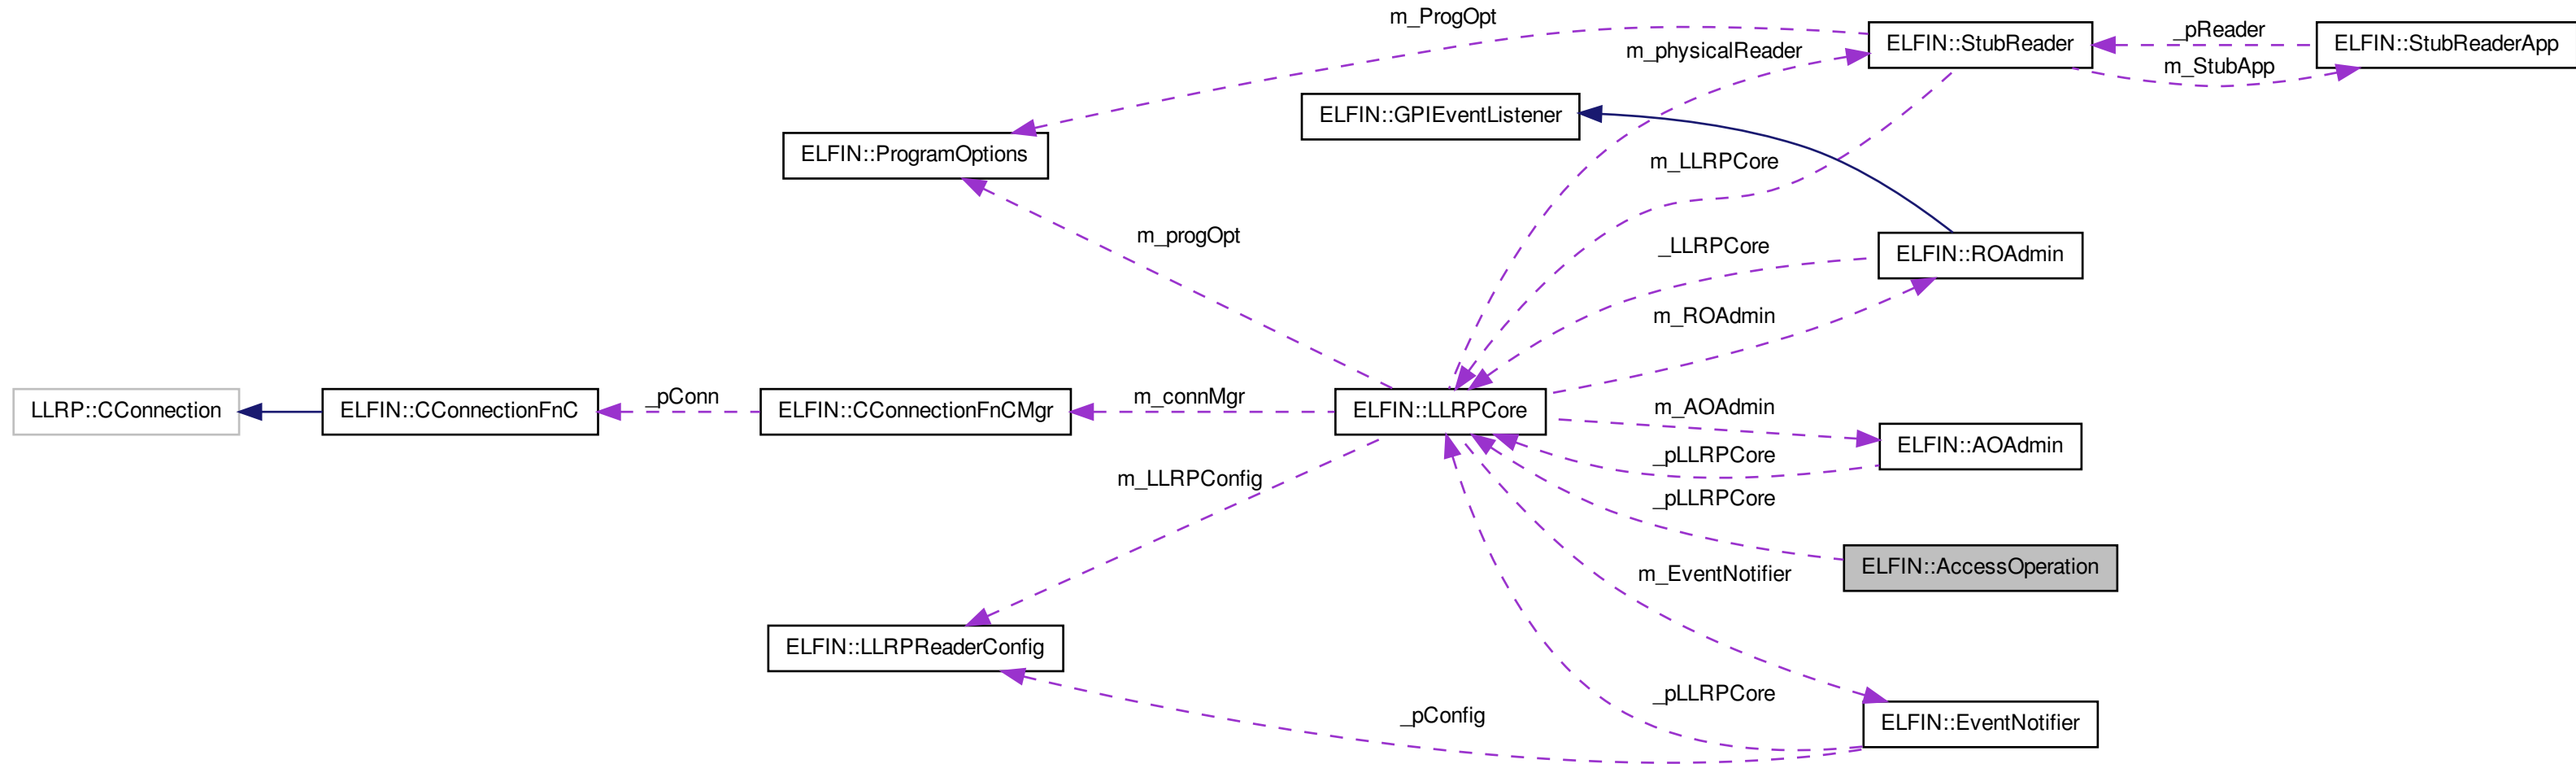 m_ProgOpt
ELFIN::StubReader
_pReader
ELFIN::StubReaderApp
m_physicalReader
m_StubApp
ELFIN::GPIEventListener
ELFIN::ProgramOptions
m_LLRPCore
m_progOpt
_LLRPCore
ELFIN::ROAdmin
m_ROAdmin
LLRP::CConnection
ELFIN::CConnectionFnC
_pConn
ELFIN::CConnectionFnCMgr
m_connMgr
ELFIN::LLRPCore
m_AOAdmin
ELFIN::AOAdmin
_pLLRPCore
m_LLRPConfig
_pLLRPCore
ELFIN::AccessOperation
m_EventNotifier
ELFIN::LLRPReaderConfig
_pLLRPCore
_pConfig
ELFIN::EventNotifier